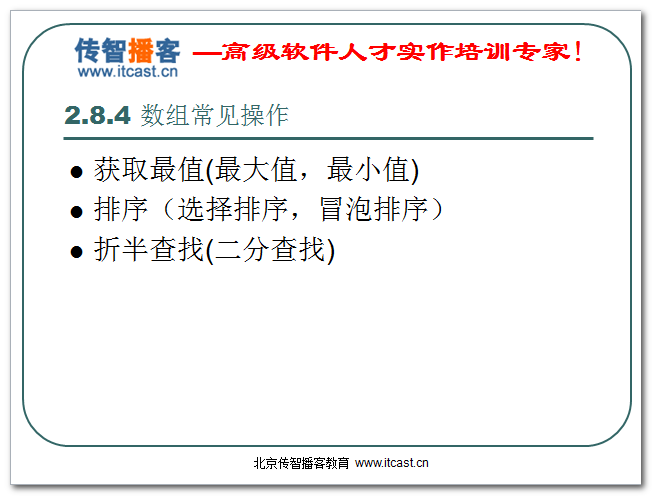 传智播客 —高级软件人才实作培训专家!
www.itcast.cn
2.8.4 数组常见操作
● 获取最值(最大值，最小值)
● 排序（选择排序，冒泡排序）
● 折半查找(二分查找)
北京传智播客教育 www.itcast.cn